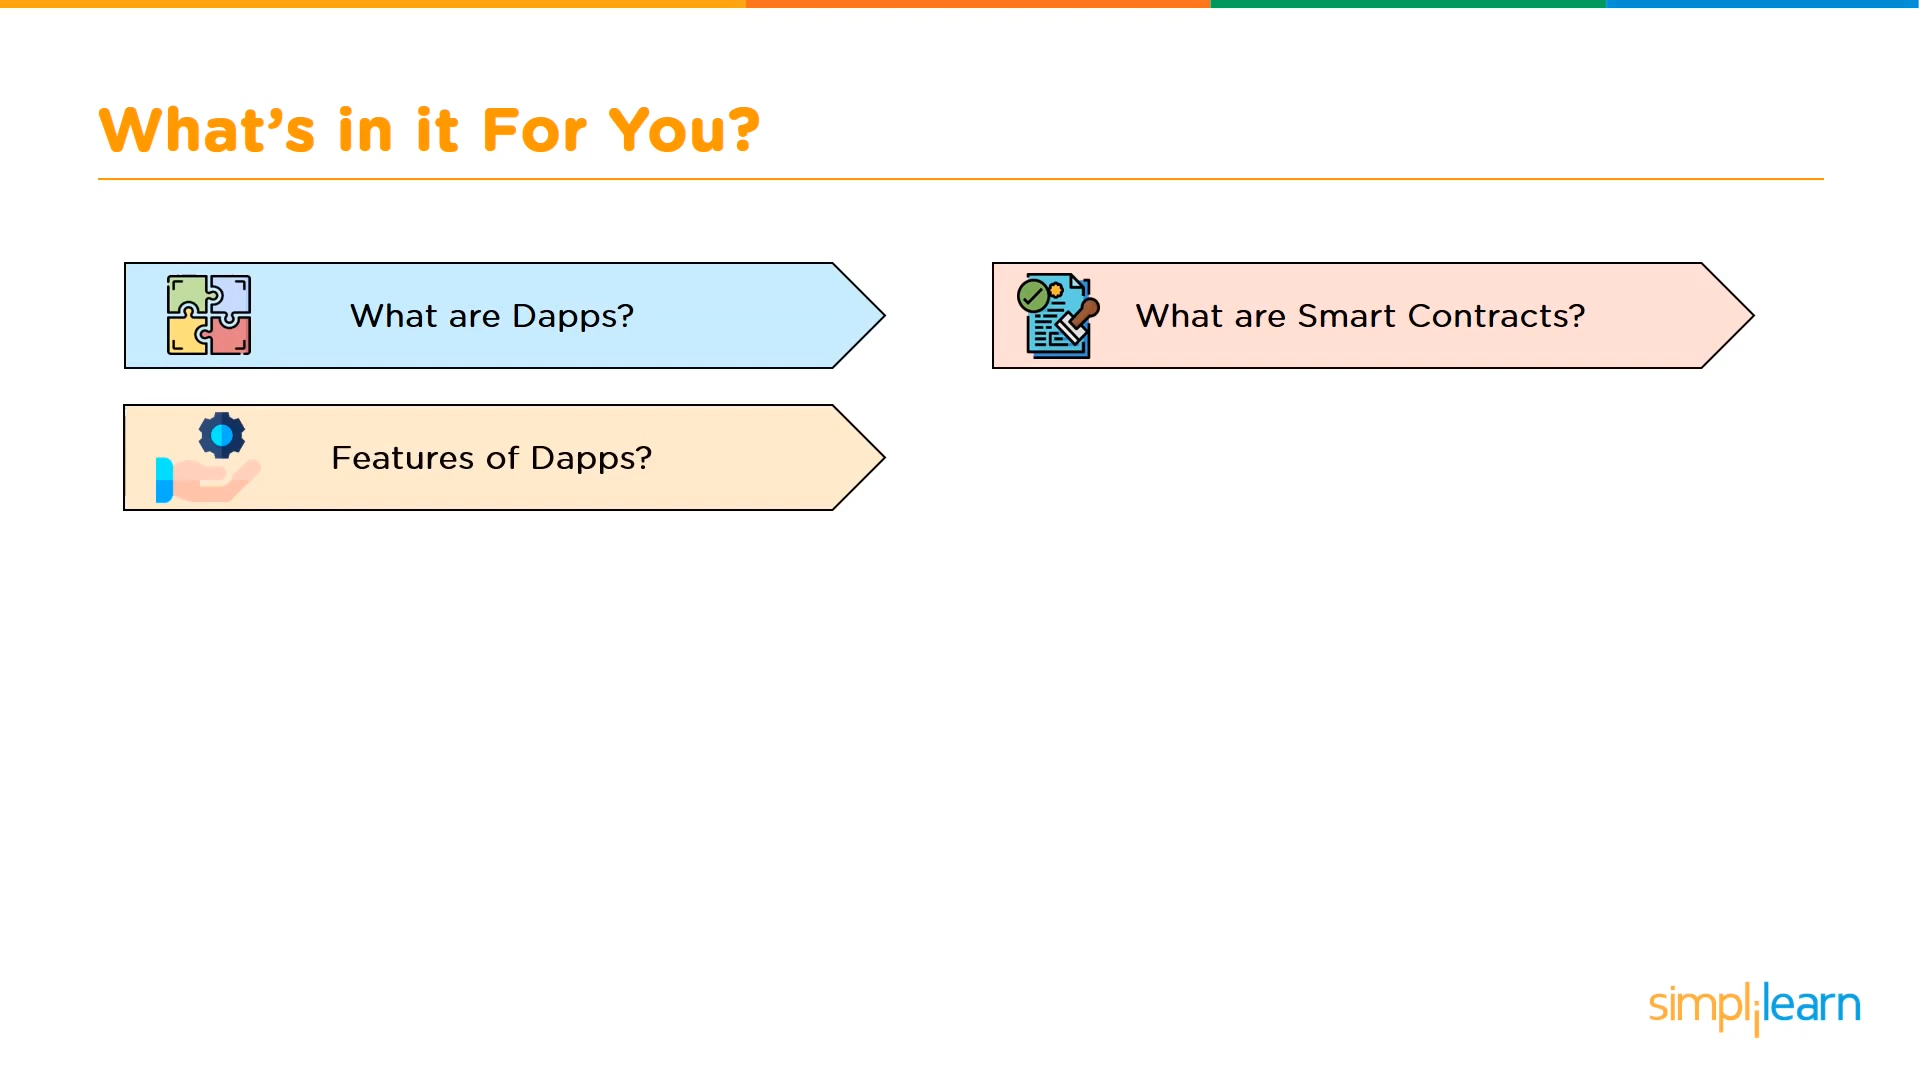 What’s in it For You?
What are Dapps?
What are Smart Contracts?
Features of Dapps?
simplilearn